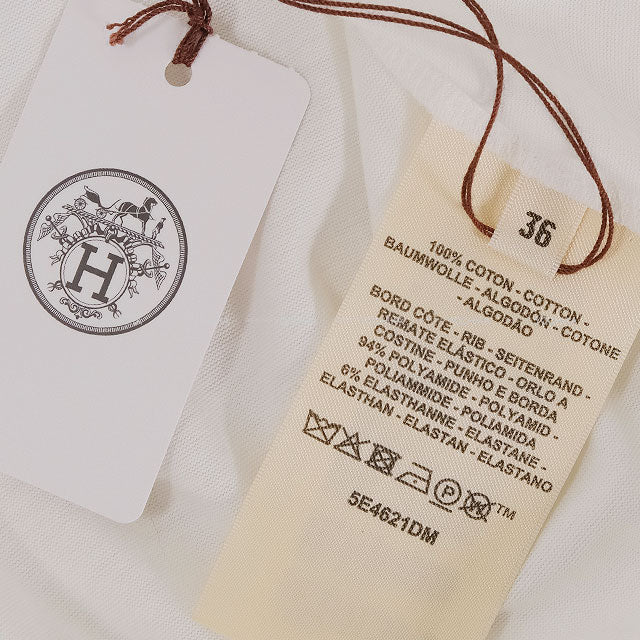 H
36
100% COTON - COTTON -
BAUMWOLLE - ALGODÓN - COTONE
- ALGODÃO
BORD CÔTE - RIB - SEITENRAND -
REMATE ELÁSTICO - ORLO A
COSTINE - PUNHO E BORDA
94% POLYAMIDE - POLYAMID -
POLIAMMIDE - POLIAMIDA
6% ELASTHANNE - ELASTANE -
ELASTHAN - ELASTAN - ELASTANO
P
TM
5E4621DM